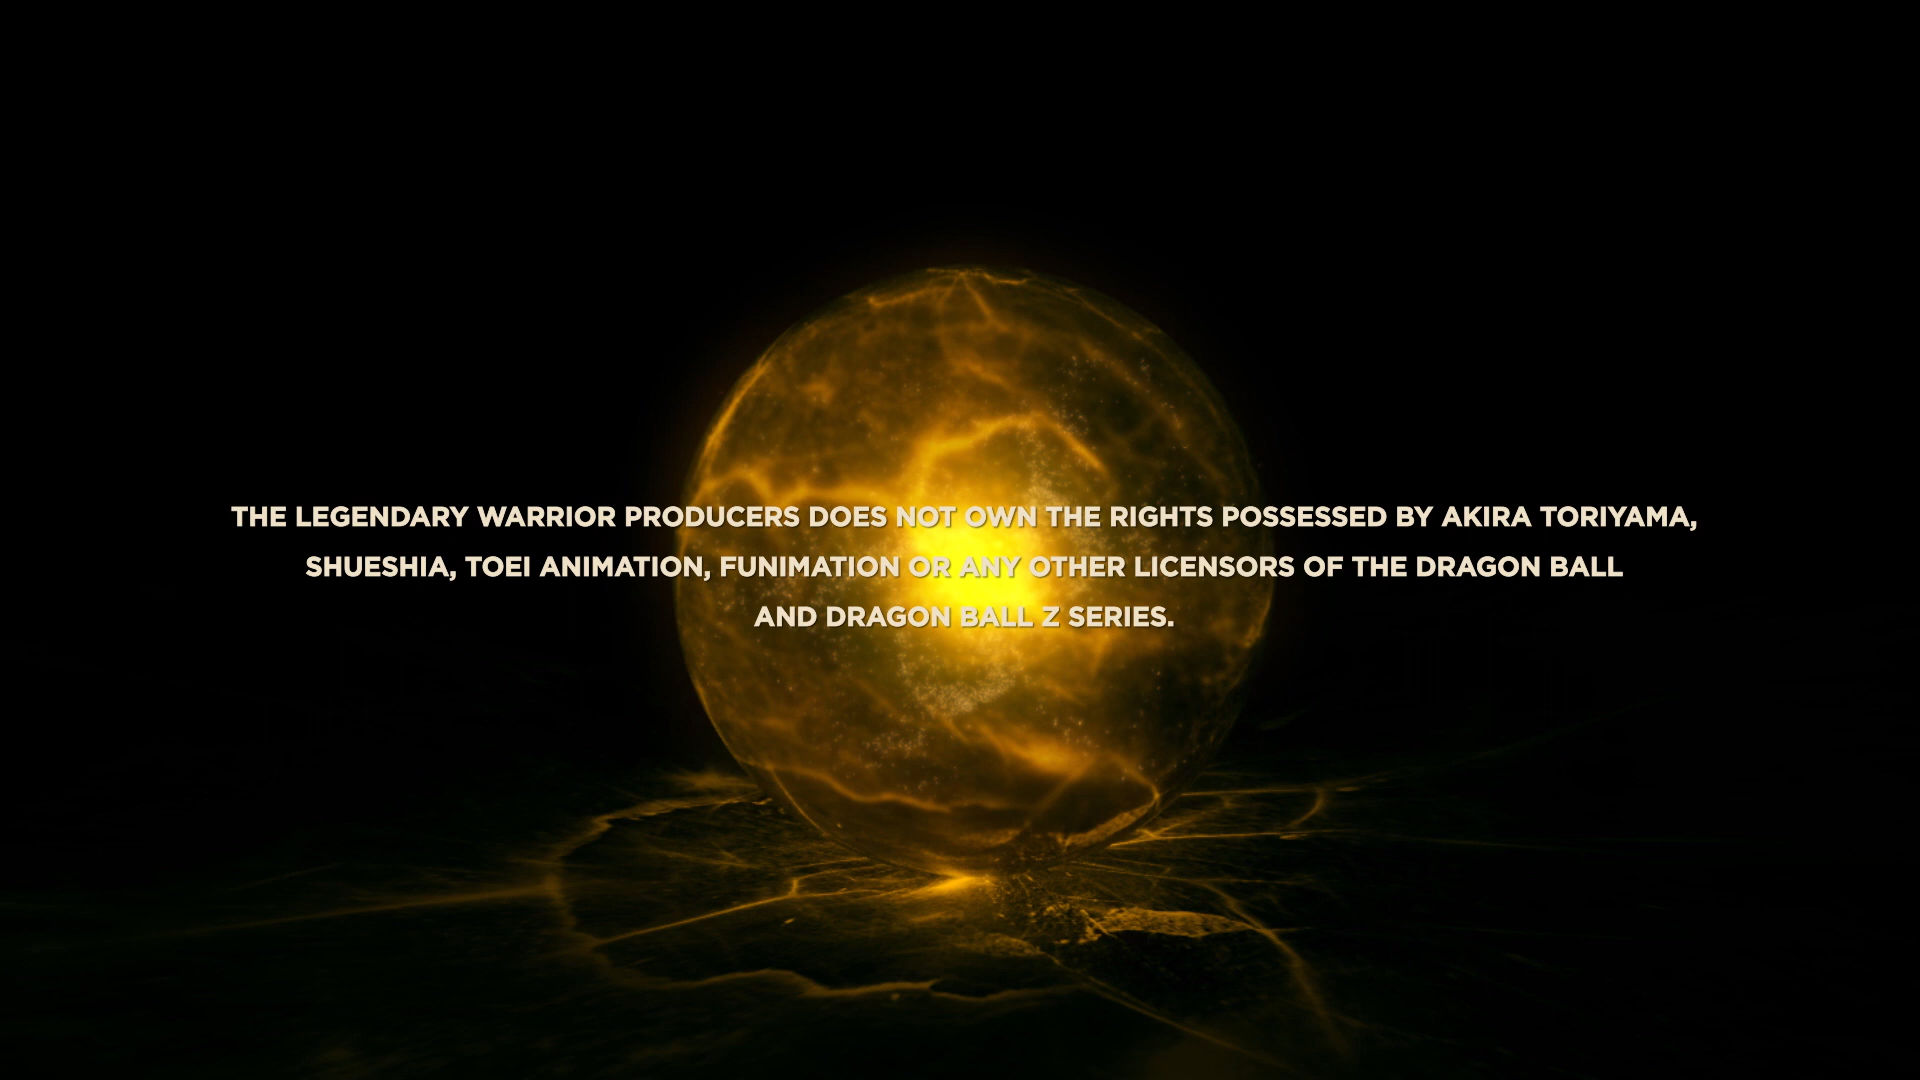 THE LEGENDARY WARRIOR PRODUCERS DOES NOT OWN THE RIGHTS POSSESSED BY AKIRA TORIYAMA,
SHUESHIA, TOEI ANIMATION, FUNIMATION OR ANY OTHER LICENSORS OF THE DRAGON BALL
AND DRAGON BALL Z SERIES.